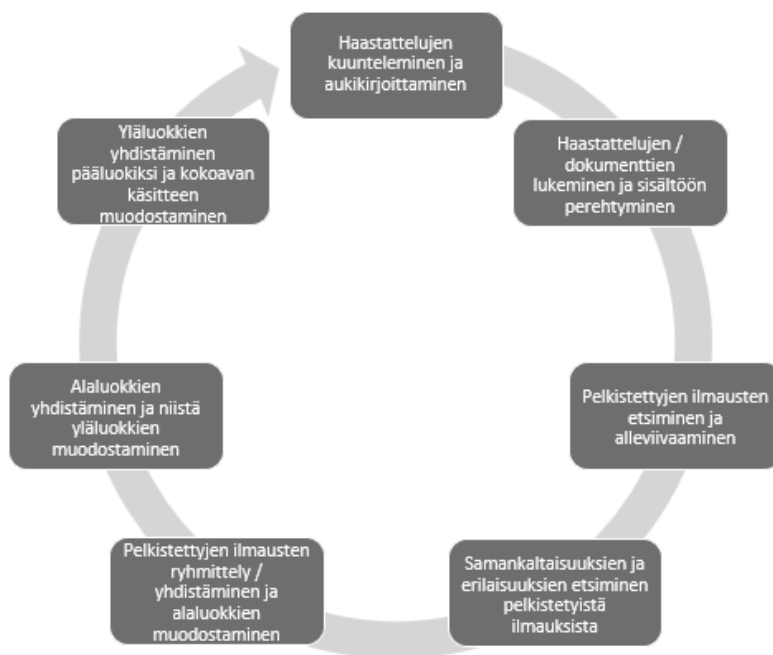 Haastattelujen
kuunteleminen ja
aukikirjoittaminen
Haastattelujen /
dokumenttien
lukeminen ja sisältöön
perehtyminen
Pelkistettyjen ilmausten
etsiminen ja
alleviivaaminen
Samankaltaisuuksien ja
erilaisuuksien etsiminen
pelkistetyistä
ilmauksista
Pelkistettyjen ilmausten
ryhmittely /
yhdistäminen ja
alaluokkien
muodostaminen
Alaluokkien
yhdistäminen ja niistä
yläluokkien
muodostaminen
Yläluokkien
yhdistäminen
pääluokiksi ja kokoavan
käsitteen
muodostaminen